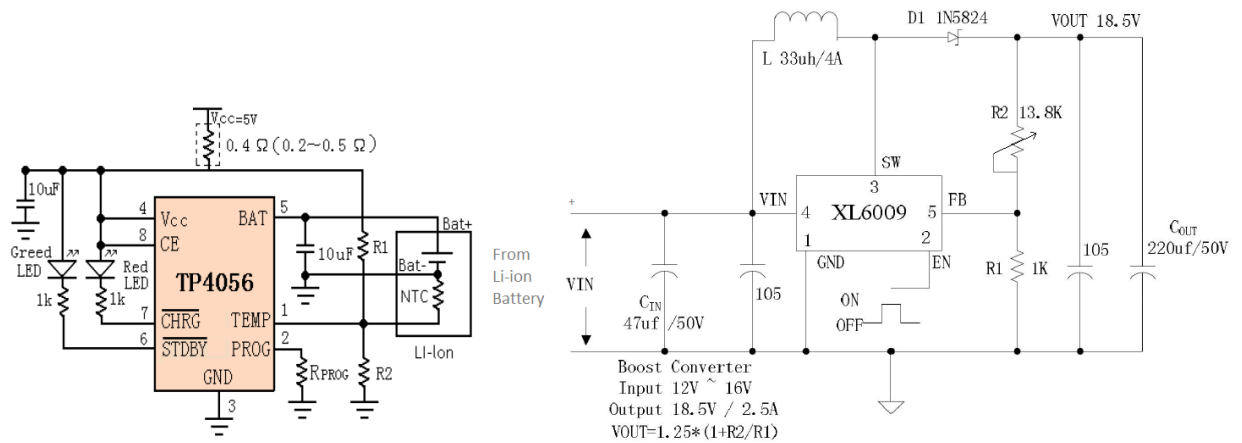 Vcc=5V
0.4 Ω(0.2~0.5 Ω)
10uF
4
Vcc
BAT
5
8
CE
Bat+
Greed
LED
Red
LED
10uF
R1
Bat-
TP4056
NTC
1k
1k
7
CHRG
TEMP
1
6
STDBY
PROG
2
LI-Ion
GND
RPROG
R2
3
D1 1N5824
VOUT 18.5V
L 33uh/4A
R2 13.8K
SW
3
+
VIN
4
XL6009
5
FB
1
2
GND
EN
From
Li-ion
Battery
VIN
CIN
47uf /50V
105
ON
OFF
R1
1K
105
COUT
220uf/50V
Boost Converter
Input 12V ~ 16V
Output 18.5V / 2.5A
VOUT=1.25*(1+R2/R1)